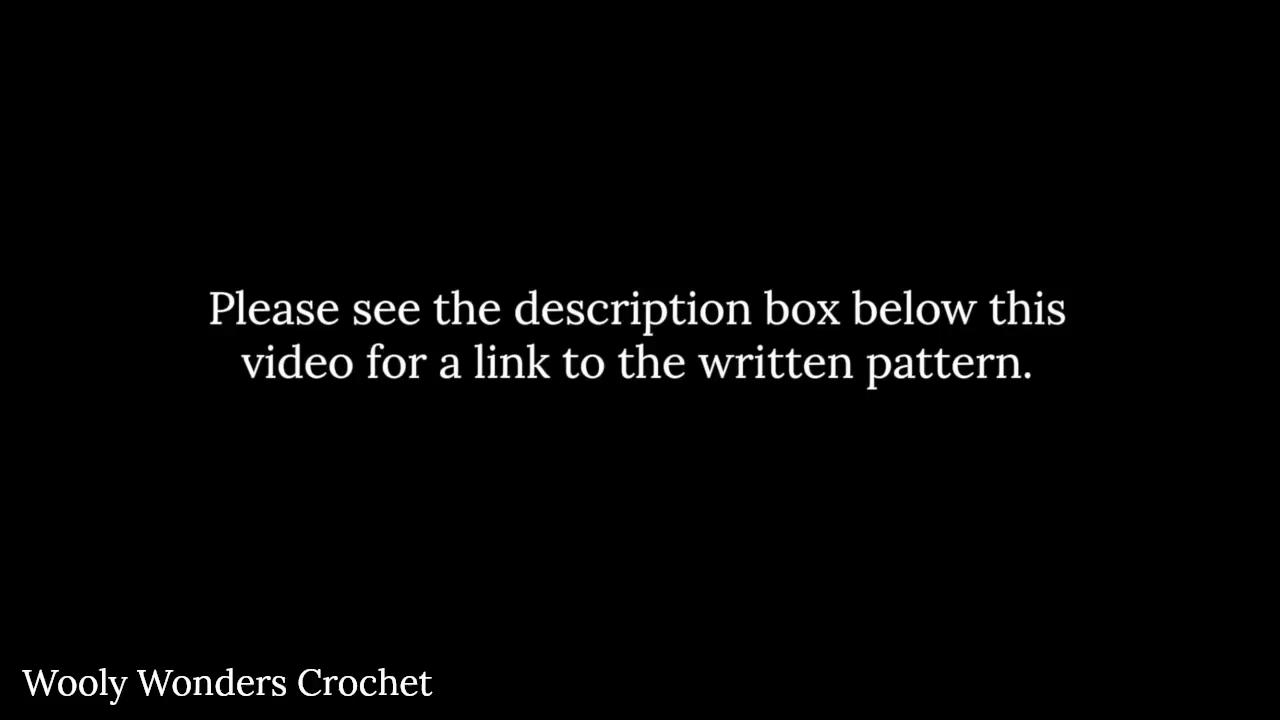 Please see the description box below this
video for a link to the written pattern.
Wooly Wonders Crochet